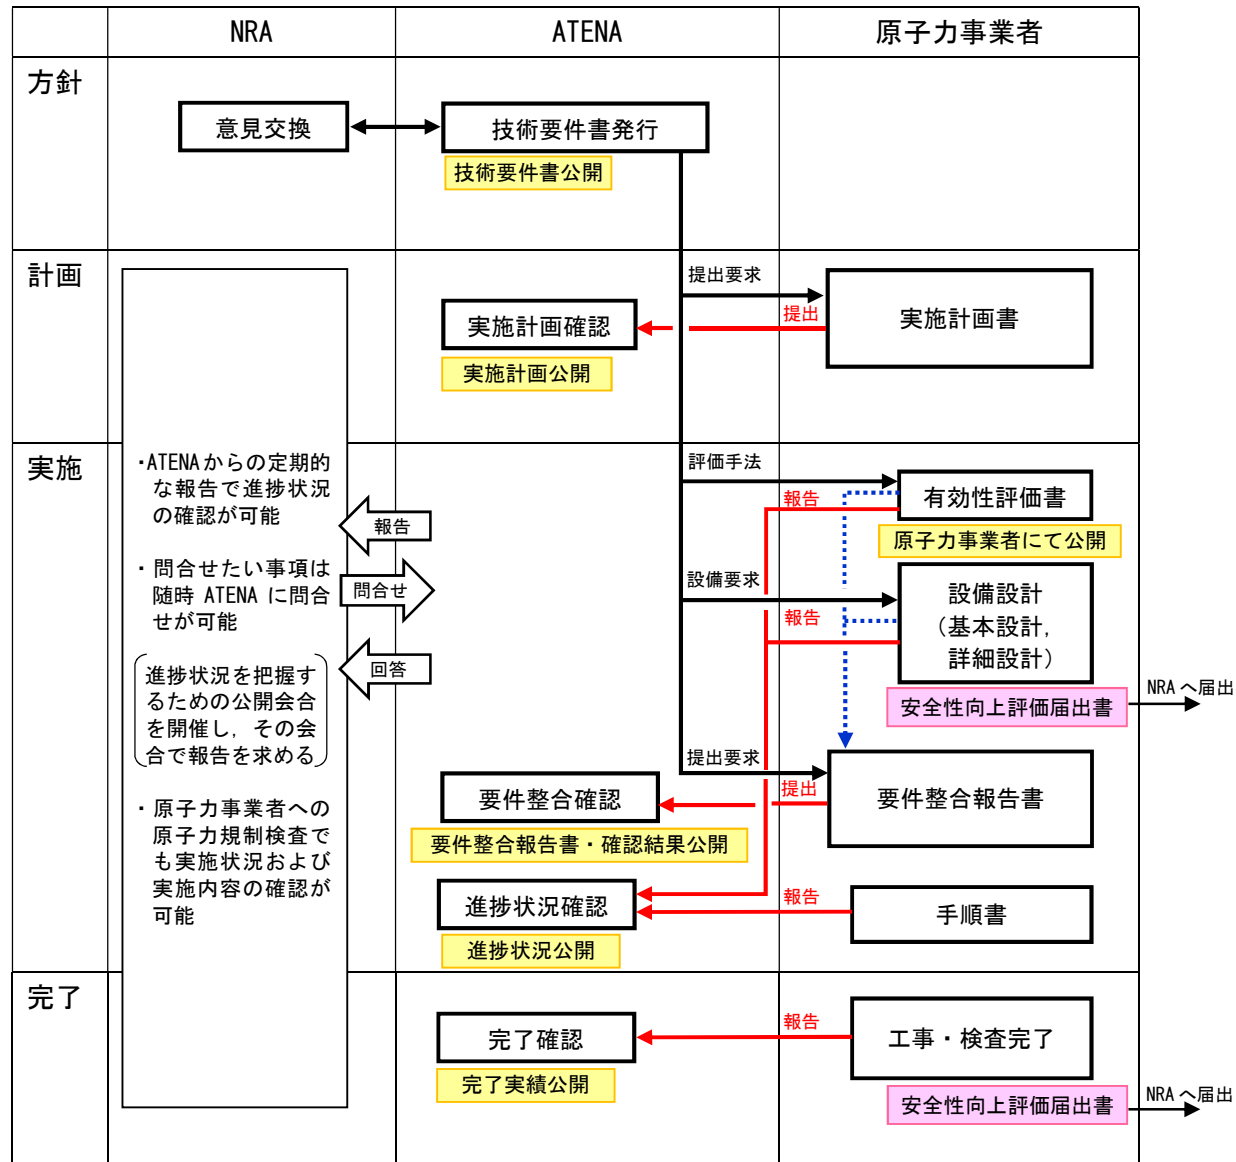 NRA
ATENA
原子力事業者
方針
意見交換
技術要件書発行
技術要件書公開
計画
提出要求
実施計画書
提出
実施計画確認
実施計画公開
実施
・ATENAからの定期的
な報告で進捗状況
の確認が可能
・問合せたい事項は
随時 ATENA に問合
せが可能
進捗状況を把握す
るための公開会合
を開催し，その会
合で報告を求める
・原子力事業者への
原子力規制検査で
も実施状況および
実施内容の確認が
可能
報告
問合せ
回答
評価手法
有効性評価書
報告
原子力事業者にて公開
設備要求
設備設計
（基本設計，
詳細設計）
報告
安全性向上評価届出書
NRA へ届出
提出要求
要件整合報告書
提出
要件整合確認
要件整合報告書・確認結果公開
進捗状況確認
報告
手順書
進捗状況公開
完了
報告
工事・検査完了
完了確認
完了実績公開
安全性向上評価届出書
NRA へ届出